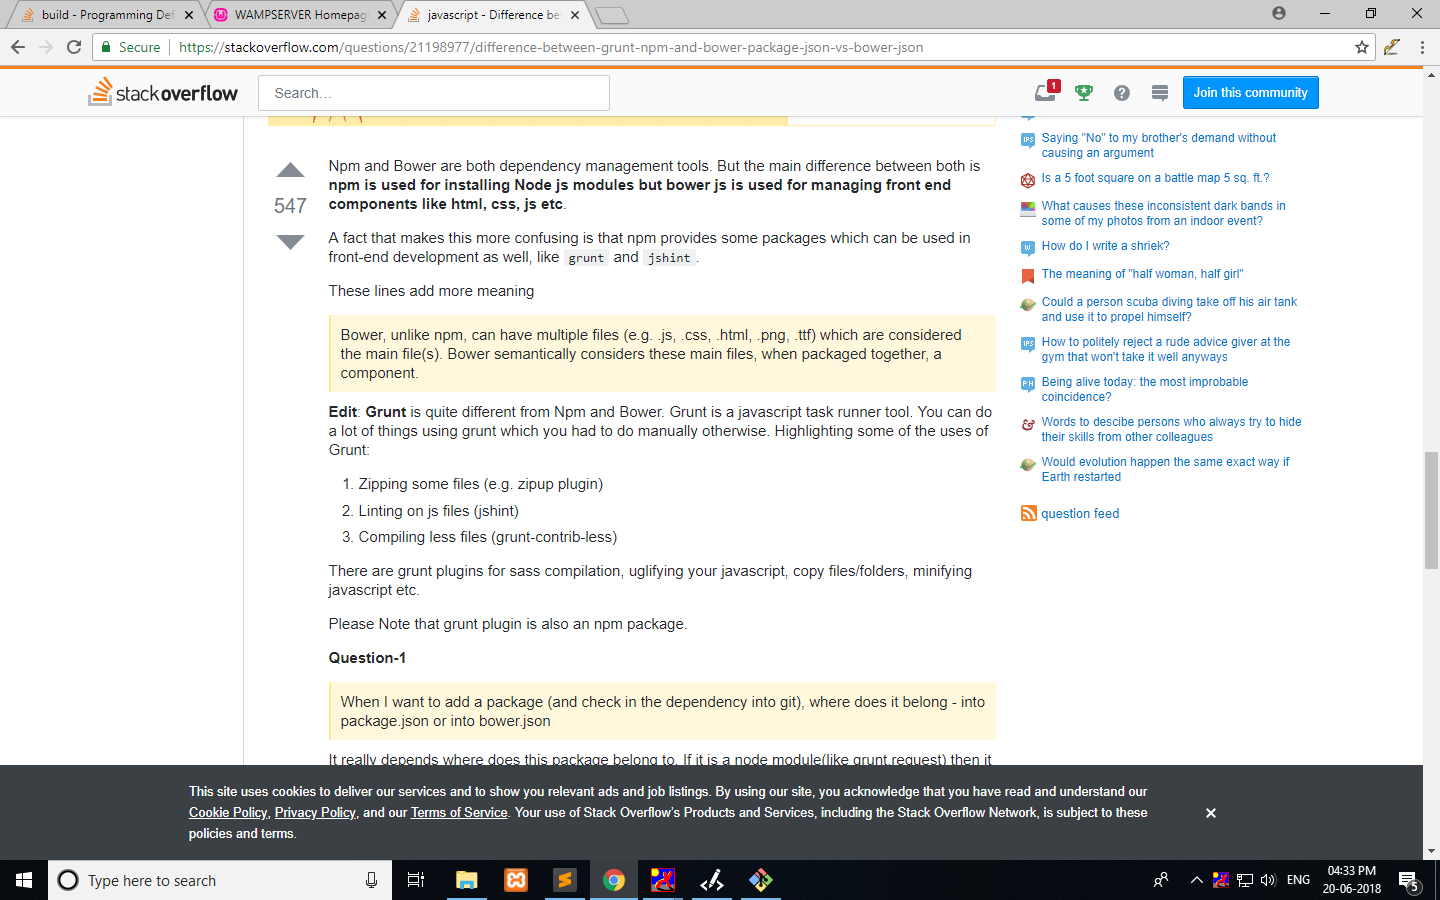 build - Programming Def
WAMPSERVER Homepag
javascript - Difference be
Secure
https://stackoverflow.com/questions/21198977/difference-between-grunt-npm-and-bower-package-json-vs-bower-json
stackoverflow
Search…
1
?
Join this community
Npm and Bower are both dependency management tools. But the main difference between both is
npm is used for installing Node js modules but bower js is used for managing front end
components like html, css, js etc.
547
A fact that makes this more confusing is that npm provides some packages which can be used in
front-end development as well, like grunt and jshint.
These lines add more meaning
Bower, unlike npm, can have multiple files (e.g. .js, .css, .html, .png, .ttf) which are considered
the main file(s). Bower semantically considers these main files, when packaged together, a
component.
Edit: Grunt is quite different from Npm and Bower. Grunt is a javascript task runner tool. You can do
a lot of things using grunt which you had to do manually otherwise. Highlighting some of the uses of
Grunt:
1. Zipping some files (e.g. zipup plugin)
2. Linting on js files (jshint)
3. Compiling less files (grunt-contrib-less)
There are grunt plugins for sass compilation, uglifying your javascript, copy files/folders, minifying
javascript etc.
Please Note that grunt plugin is also an npm package.
Question-1
When I want to add a package (and check in the dependency into git), where does it belong - into
package.json or into bower.json
It really depends where does this package belong to. If it is a node module(like grunt,request) then it
IPS
Saying "No" to my brother's demand without
causing an argument
Is a 5 foot square on a battle map 5 sq. ft.?
What causes these inconsistent dark bands in
some of my photos from an indoor event?
W
How do I write a shriek?
The meaning of "half woman, half girl"
Could a person scuba diving take off his air tank
and use it to propel himself?
IPS
How to politely reject a rude advice giver at the
gym that won't take it well anyways
PH
Being alive today: the most improbable
coincidence?
&
Words to descibe persons who always try to hide
their skills from other colleagues
Would evolution happen the same exact way if
Earth restarted
question feed
This site uses cookies to deliver our services and to show you relevant ads and job listings. By using our site, you acknowledge that you have read and understand our
Cookie Policy, Privacy Policy, and our Terms of Service. Your use of Stack Overflow's Products and Services, including the Stack Overflow Network, is subject to these
policies and terms.
Type here to search
ENG
04:33 PM
20-06-2018
5